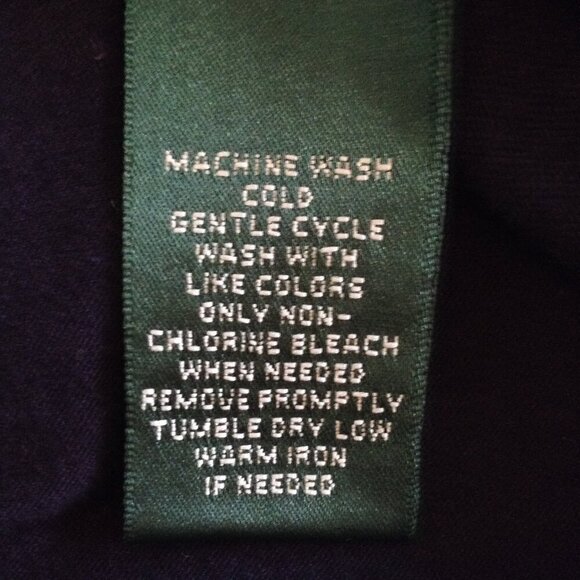 MACHINE WASH
COLD
GENTLE CYCLE
WASH WITH
LIKE COLORS
ONLY NON-
CHLORINE BLEACH
WHEN NEEDED
REMOVE PROMPTLY
TUMBLE DRY LOW
WARM IRON
IF NEEDED